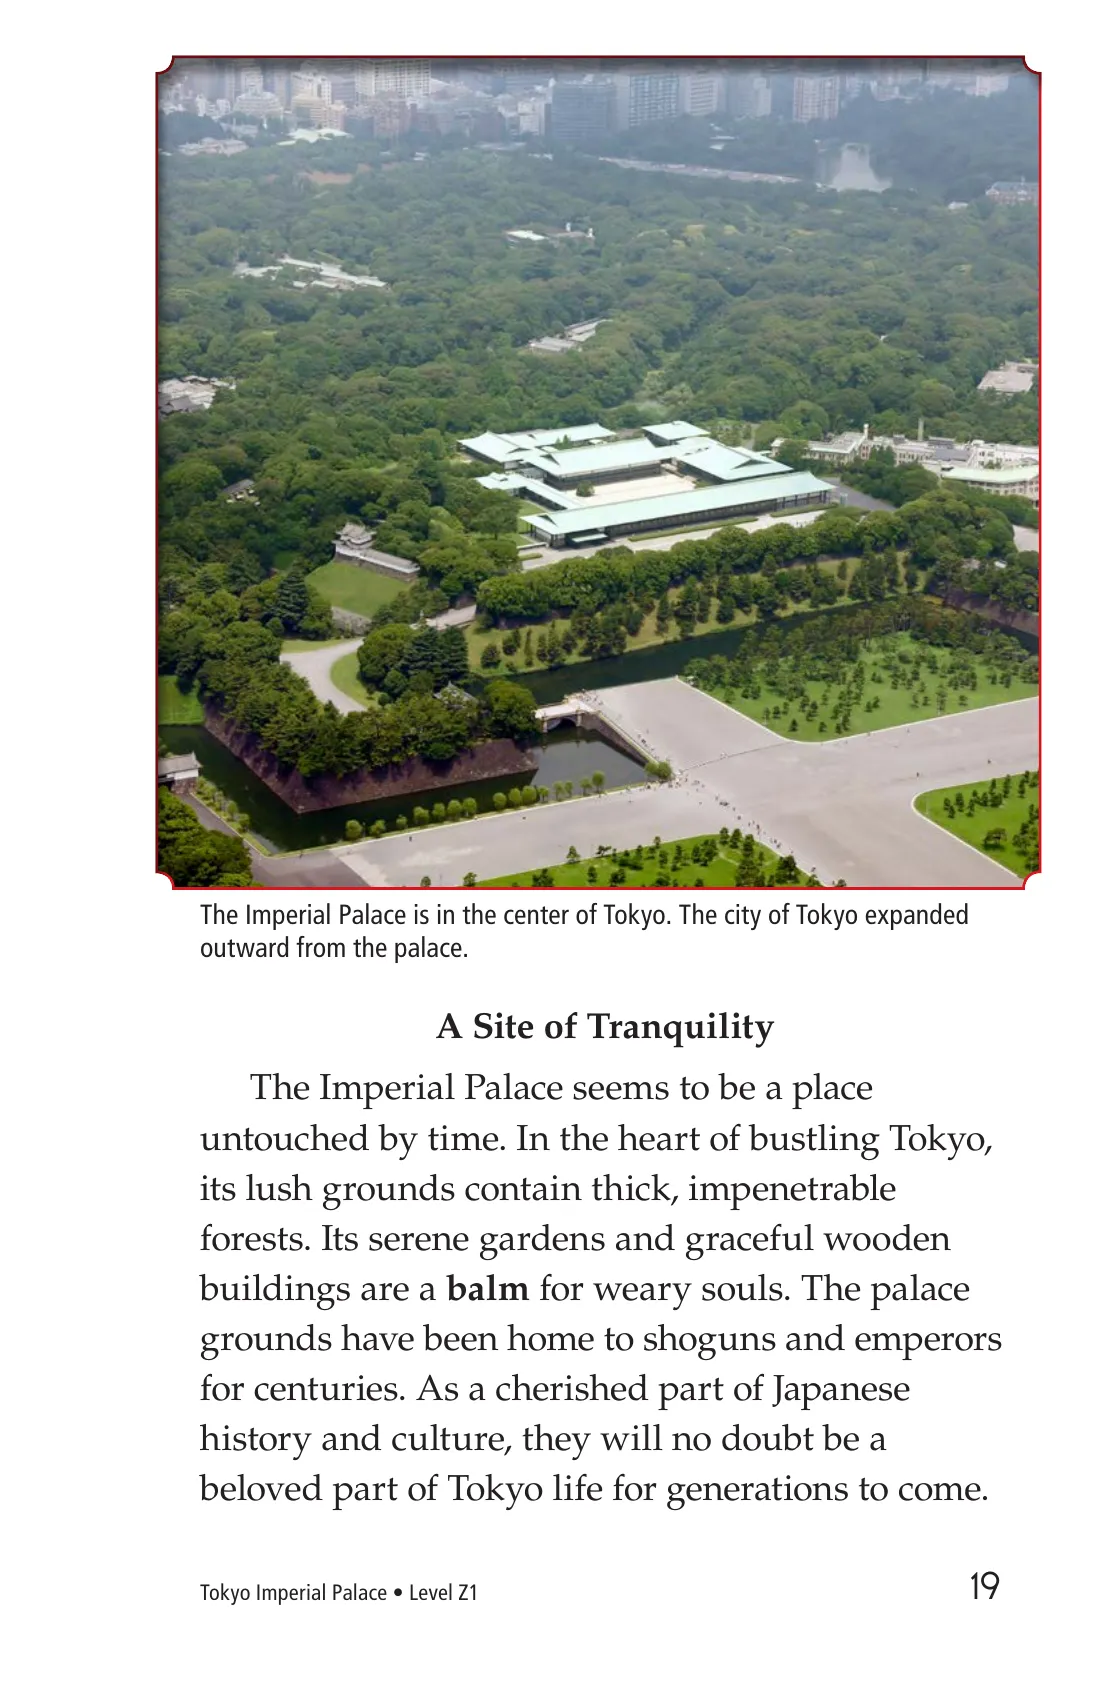 The Imperial Palace is in the center of Tokyo. The city of Tokyo expanded
outward from the palace.
A Site of Tranquility
The Imperial Palace seems to be a place
untouched by time. In the heart of bustling Tokyo,
its lush grounds contain thick, impenetrable
forests. Its serene gardens and graceful wooden
buildings are a balm for weary souls. The palace
grounds have been home to shoguns and emperors
for centuries. As a cherished part of Japanese
history and culture, they will no doubt be a
beloved part of Tokyo life for generations to come.
Tokyo Imperial Palace • Level Z1
19